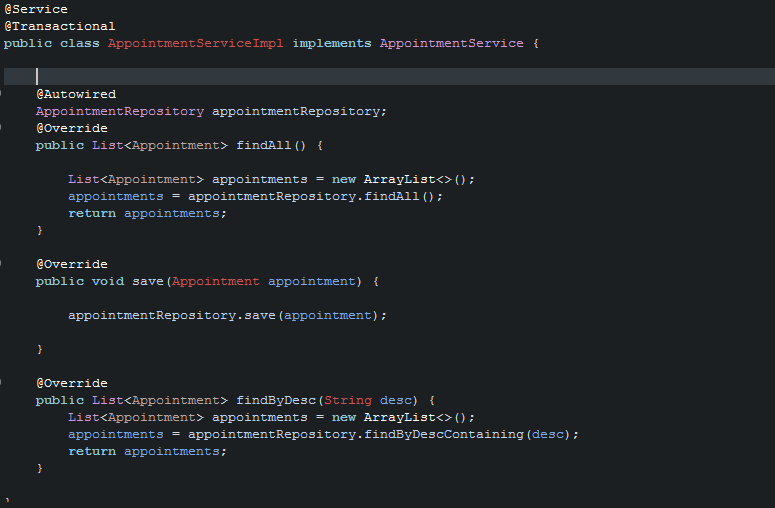 @Service
@Transactional
public class AppointmentServiceImpl implements AppointmentService {
@Autowired
AppointmentRepository appointmentRepository;
@Override
public List<Appointment> findAll() {
List<Appointment> appointments = new ArrayList<>();
appointments = appointmentRepository.findAll();
return appointments;
}
@Override
public void save(Appointment appointment) {
appointmentRepository.save(appointment);
}
@Override
public List<Appointment> findByDesc(String desc) {
List<Appointment> appointments = new ArrayList<>();
appointments = appointmentRepository.findByDescContaining(desc);
return appointments;
}
}